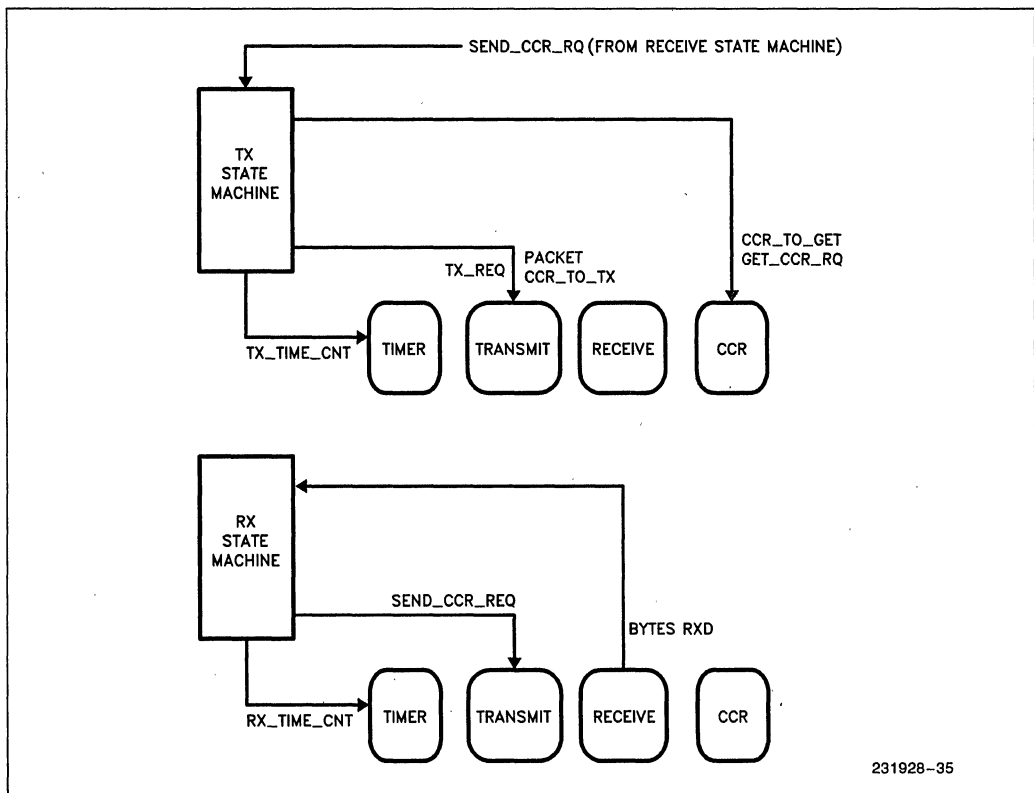 SEND_CCR_RQ (FROM RECEIVE STATE MACHINE)
TX
STATE
MACHINE
CCR_TO_GET
GET_CCR_RQ
TX_REQ
PACKET
CCR_TO_TX
TX_TIME_CNT
TIMER
TRANSMIT
RECEIVE
CCR
RX
STATE
MACHINE
SEND_CCR_REQ
BYTES RXD
RX_TIME_CNT
TIMER
TRANSMIT
RECEIVE
CCR
231928–35